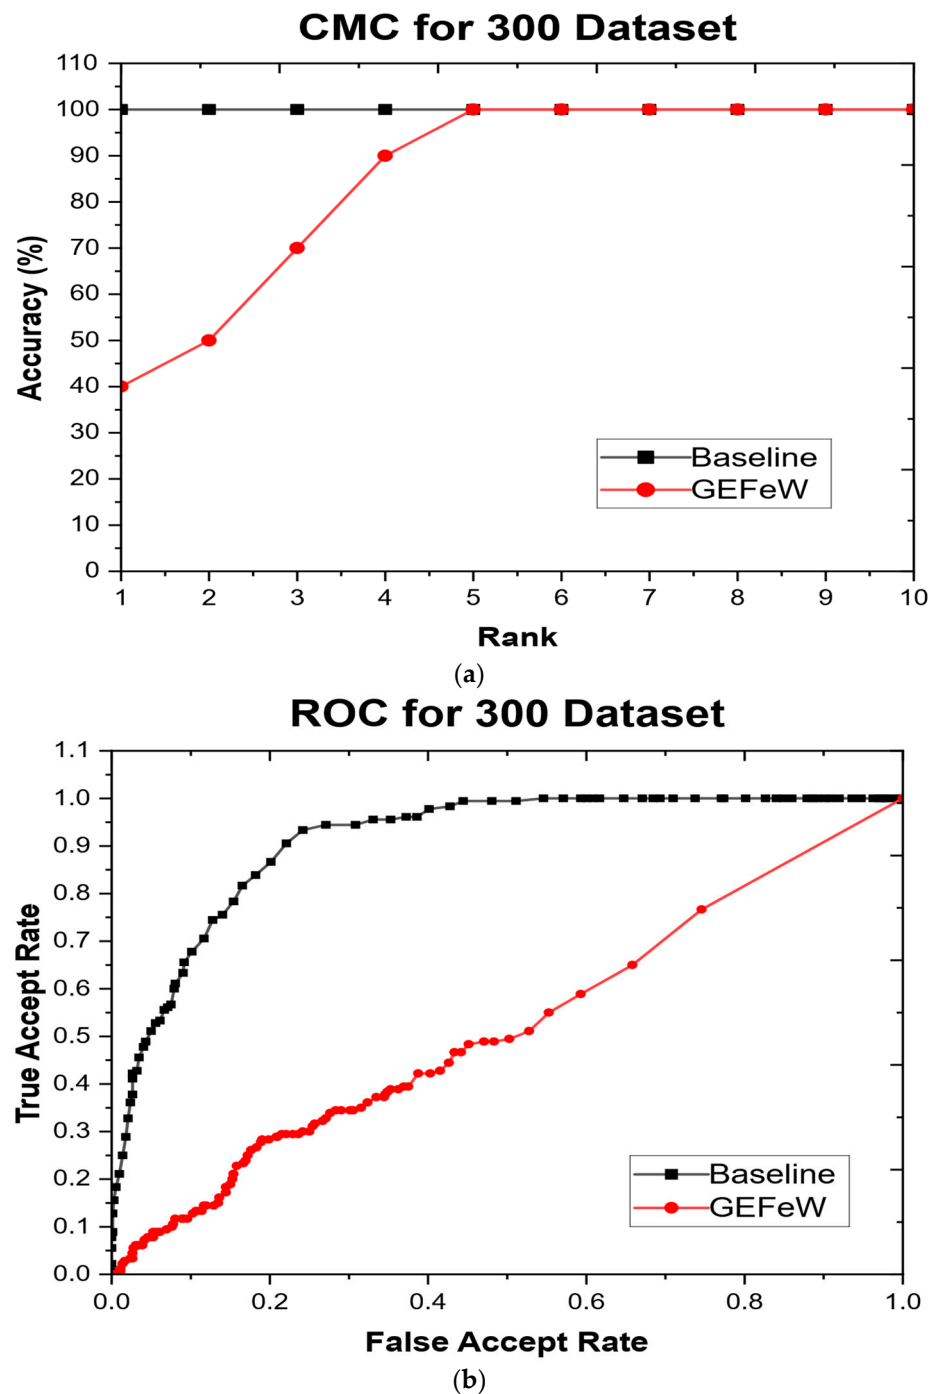 CMC for 300 Dataset
110
100
90
80
70
60
50
40
30
20
10
0
Accuracy (%)
Baseline
GEFeW
1 2 3 4 5 6 7 8 9 10
Rank
(a)
ROC for 300 Dataset
1.1
1.0
0.9
0.8
0.7
0.6
0.5
0.4
0.3
0.2
0.1
0.0
True Accept Rate
Baseline
GEFeW
0.0 0.2 0.4 0.6 0.8 1.0
False Accept Rate
(b)